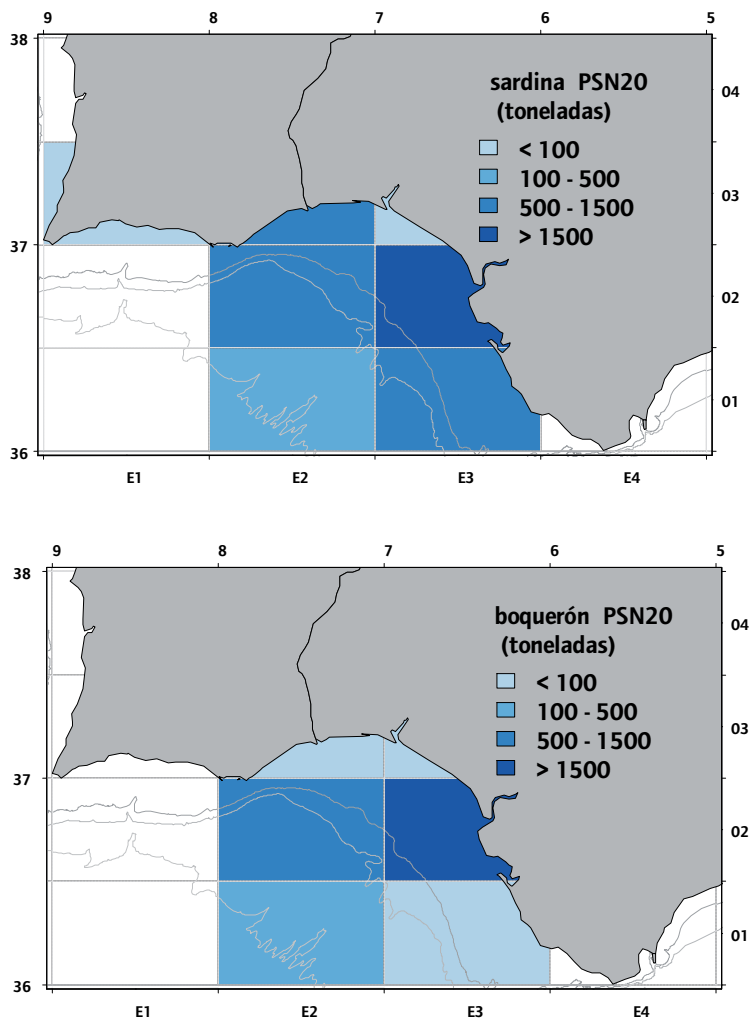 9 8 7 6 5
38
sardina PSN20
(toneladas)
04
< 100
100 - 500
03
500 - 1500
37
> 1500
02
01
36
E1 E2 E3 E4
9 8 7 6 5
38
boquerón PSN20
(toneladas)
04
< 100
100 - 500
03
500 - 1500
37
> 1500
02
01
36
E1 E2 E3 E4